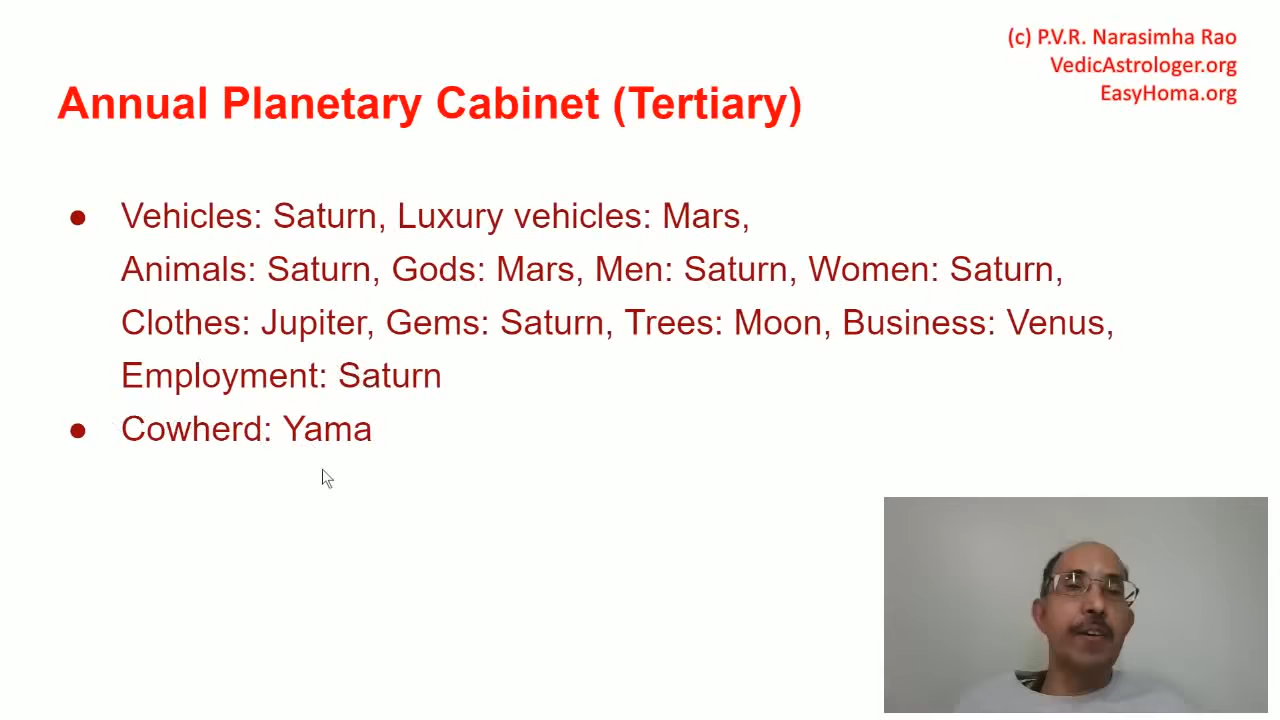 (c) P.V.R. Narasimha Rao
VedicAstrologer.org
EasyHoma.org
Annual Planetary Cabinet (Tertiary)
● Vehicles: Saturn, Luxury vehicles: Mars,
Animals: Saturn, Gods: Mars, Men: Saturn, Women: Saturn,
Clothes: Jupiter, Gems: Saturn, Trees: Moon, Business: Venus,
Employment: Saturn
● Cowherd: Yama